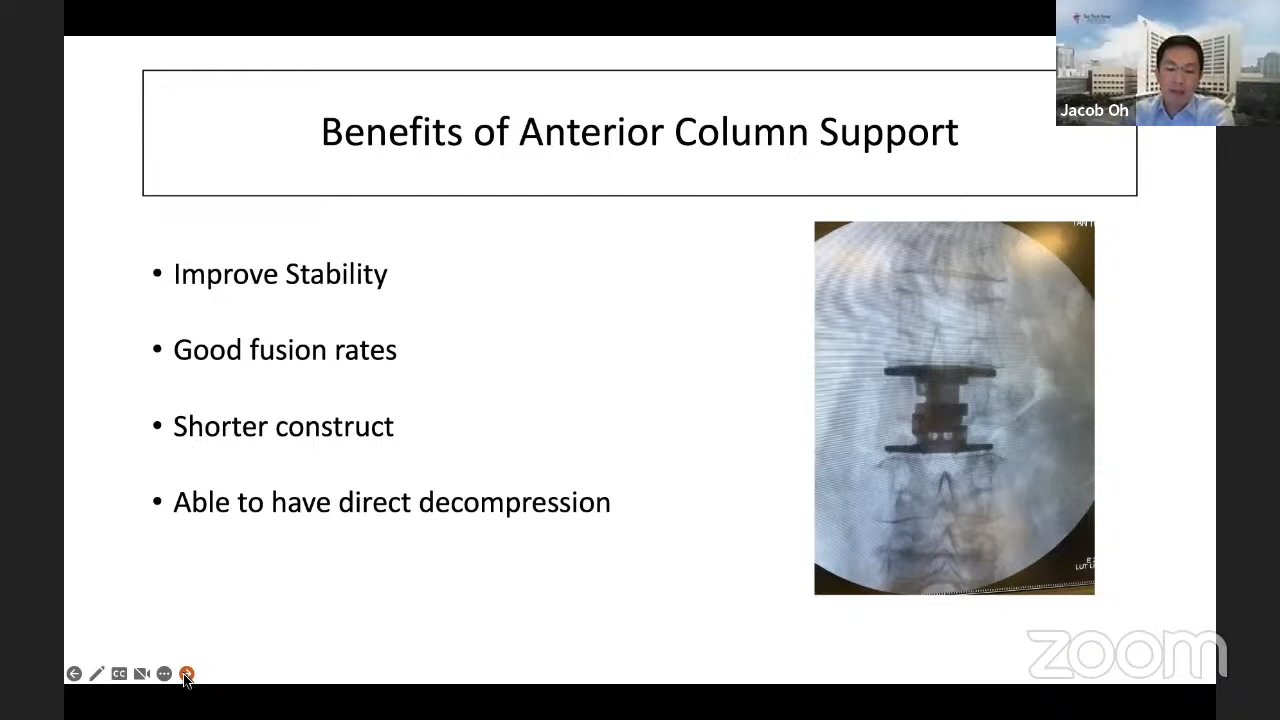 Benefits of Anterior Column Support
Jacob Oh
• Improve Stability
• Good fusion rates
• Shorter construct
• Able to have direct decompression
CC
zoom